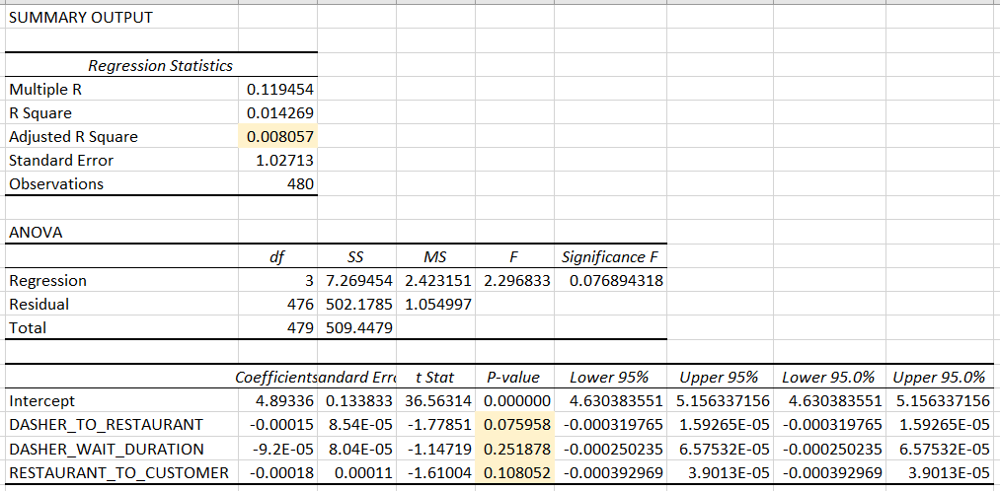 SUMMARY OUTPUT
Regression Statistics
Multiple R 0.119454
R Square 0.014269
Adjusted R Square 0.008057
Standard Error 1.02713
Observations 480
ANOVA
df SS MS F Significance F
Regression 3 7.269454 2.423151 2.296833 0.076894318
Residual 476 502.1785 1.054997
Total 479 509.4479
Coefficientsandard Erro t Stat P-value Lower 95% Upper 95% Lower 95.0% Upper 95.0%
Intercept 4.89336 0.133833 36.56314 0.000000 4.630383551 5.156337156 4.630383551 5.156337156
DASHER_TO_RESTAURANT -0.00015 8.54E-05 -1.77851 0.075958 -0.000319765 1.59265E-05 -0.000319765 1.59265E-05
DASHER_WAIT_DURATION -9.2E-05 8.04E-05 -1.14719 0.251878 -0.000250235 6.57532E-05 -0.000250235 6.57532E-05
RESTAURANT_TO_CUSTOMER -0.00018 0.00011 -1.61004 0.108052 -0.000392969 3.9013E-05 -0.000392969 3.9013E-05